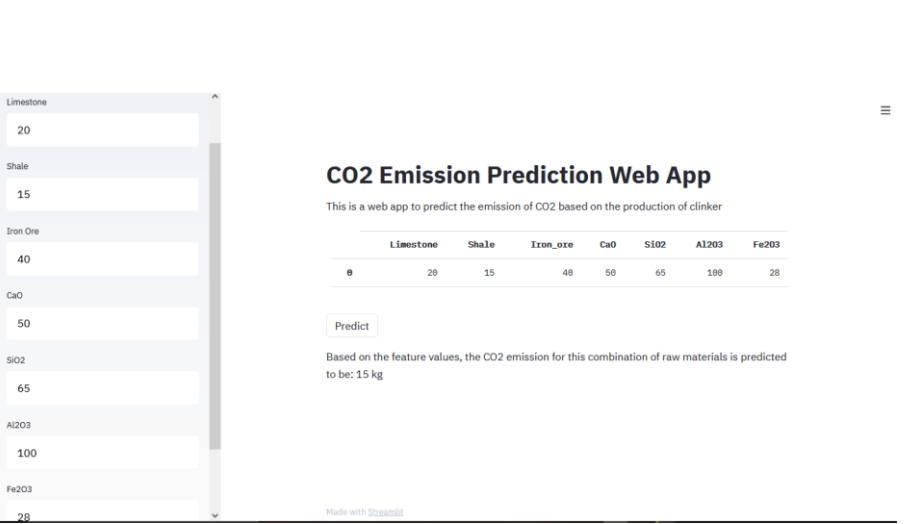 Limestone
20
Shale
15
Iron Ore
40
CaO
50
SiO2
65
Al2O3
100
Fe2O3
28
CO2 Emission Prediction Web App
This is a web app to predict the emission of CO2 based on the production of clinker
Limestone Shale Iron_ore CaO SiO2 Al2O3 Fe2O3
0 20 15 40 50 65 100 28
Predict
Based on the feature values, the CO2 emission for this combination of raw materials is predicted
to be: 15 kg
Made with Streamlit